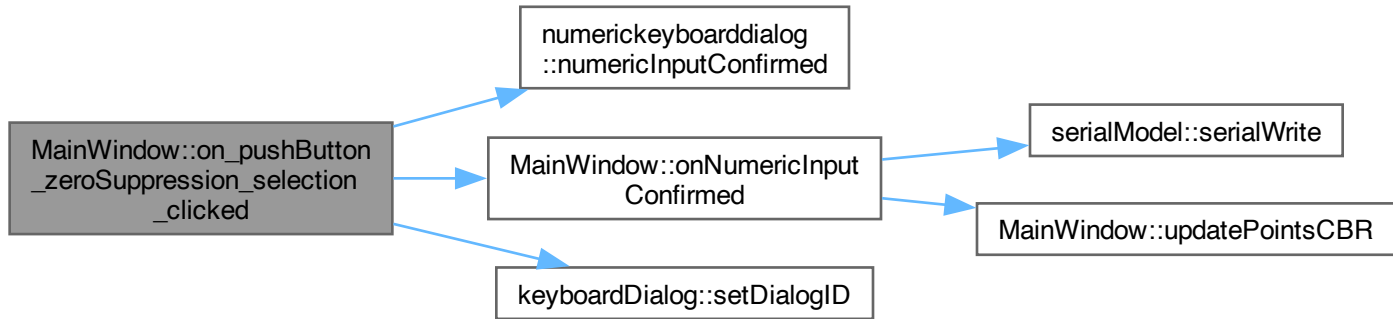 MainWindow::on_pushButton
_zeroSuppression_selection
_clicked
numerickeyboarddialog
::numericInputConfirmed
MainWindow::onNumericInput
Confirmed
keyboardDialog::setDialogID
serialModel::serialWrite
MainWindow::updatePointsCBR